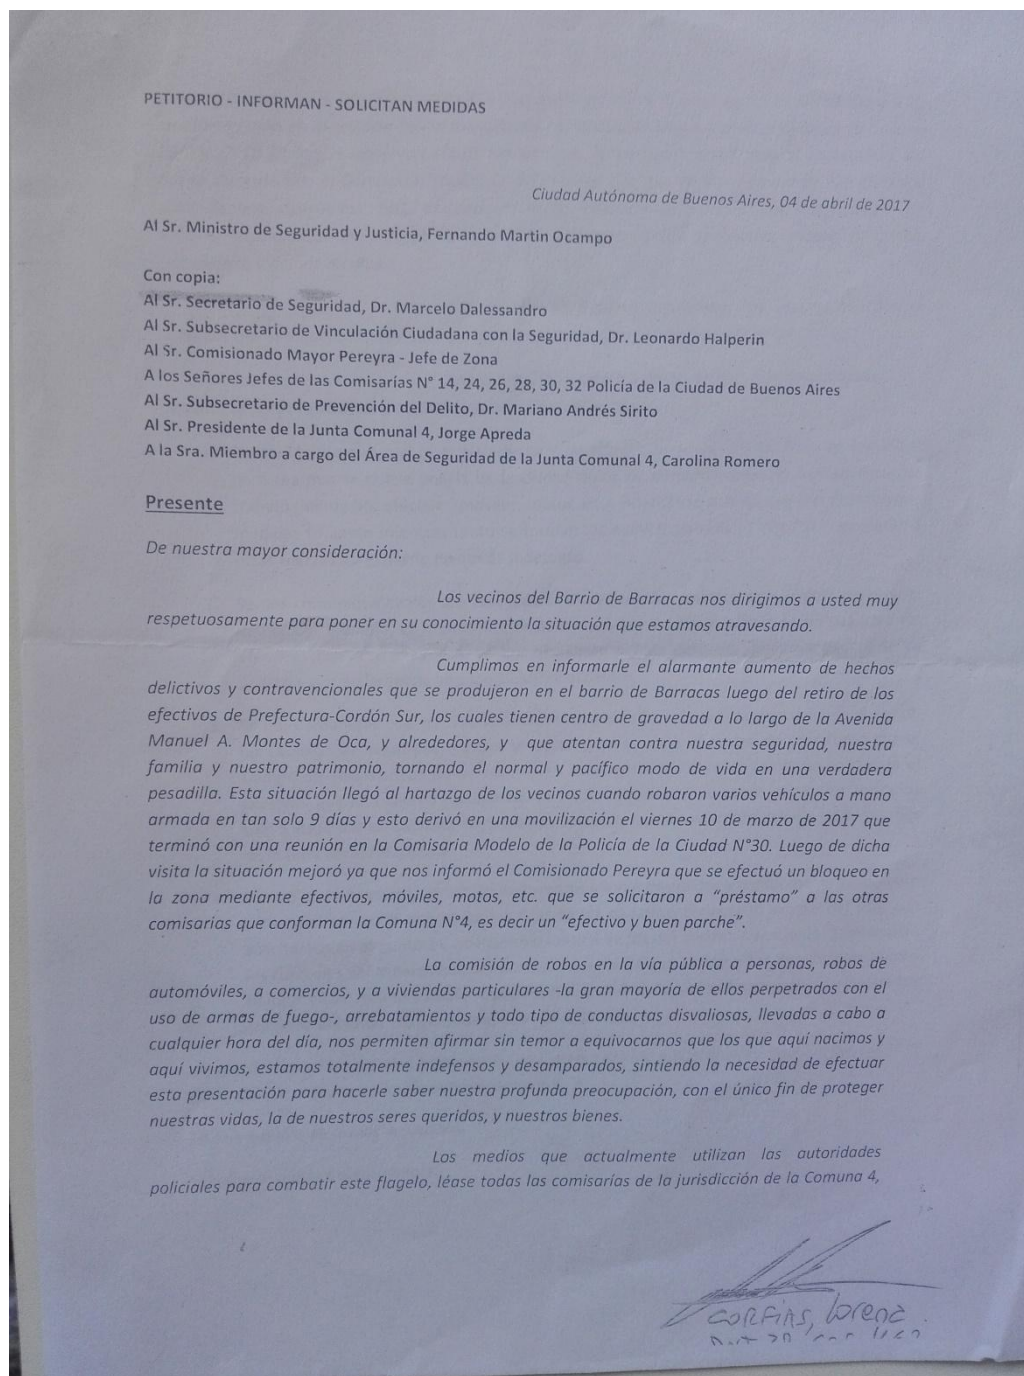 PETITORIO - INFORMAN - SOLICITAN MEDIDAS
Ciudad Autónoma de Buenos Aires, 04 de abril de 2017
Al Sr. Ministro de Seguridad y Justicia, Fernando Martin Ocampo
Con copia:
Al Sr. Secretario de Seguridad, Dr. Marcelo Dalessandro
Al Sr. Subsecretario de Vinculación Ciudadana con la Seguridad, Dr. Leonardo Halperin
Al Sr. Comisionado Mayor Pereyra - Jefe de Zona
A los Señores Jefes de las Comisarías N° 14, 24, 26, 28, 30, 32 Policía de la Ciudad de Buenos Aires
Al Sr. Subsecretario de Prevención del Delito, Dr. Mariano Andrés Sirito
Al Sr. Presidente de la Junta Comunal 4, Jorge Apreda
A la Sra. Miembro a cargo del Área de Seguridad de la Junta Comunal 4, Carolina Romero
Presente
De nuestra mayor consideración:
Los vecinos del Barrio de Barracas nos dirigimos a usted muy
respetuosamente para poner en su conocimiento la situación que estamos atravesando.
Cumplimos en informarle el alarmante aumento de hechos
delictivos y contravencionales que se produjeron en el barrio de Barracas luego del retiro de los
efectivos de Prefectura-Cordón Sur, los cuales tienen centro de gravedad a lo largo de la Avenida
Manuel A. Montes de Oca, y alrededores, y que atentan contra nuestra seguridad, nuestra
familia y nuestro patrimonio, tornando el normal y pacífico modo de vida en una verdadera
pesadilla. Esta situación llegó al hartazgo de los vecinos cuando robaron varios vehículos a mano
armada en tan solo 9 días y esto derivó en una movilización el viernes 10 de marzo de 2017 que
terminó con una reunión en la Comisaria Modelo de la Policía de la Ciudad N°30. Luego de dicha
visita la situación mejoró ya que nos informó el Comisionado Pereyra que se efectuó un bloqueo en
la zona mediante efectivos, móviles, motos, etc. que se solicitaron a "préstamo" a las otras
comisarias que conforman la Comuna N°4, es decir un "efectivo y buen parche".
La comisión de robos en la vía pública a personas, robos de
automóviles, a comercios, y a viviendas particulares -la gran mayoría de ellos perpetrados con el
uso de armas de fuego-, arrebatamientos y todo tipo de conductas disvaliosas, llevadas a cabo a
cualquier hora del día, nos permiten afirmar sin temor a equivocarnos que los que aquí nacimos y
aquí vivimos, estamos totalmente indefensos y desamparados, sintiendo la necesidad de efectuar
esta presentación para hacerle saber nuestra profunda preocupación, con el único fin de proteger
nuestras vidas, la de nuestros seres queridos, y nuestros bienes.
Los medios que actualmente utilizan las autoridades
policiales para combatir este flagelo, léase todas las comisarías de la jurisdicción de la Comuna 4,
Lorena